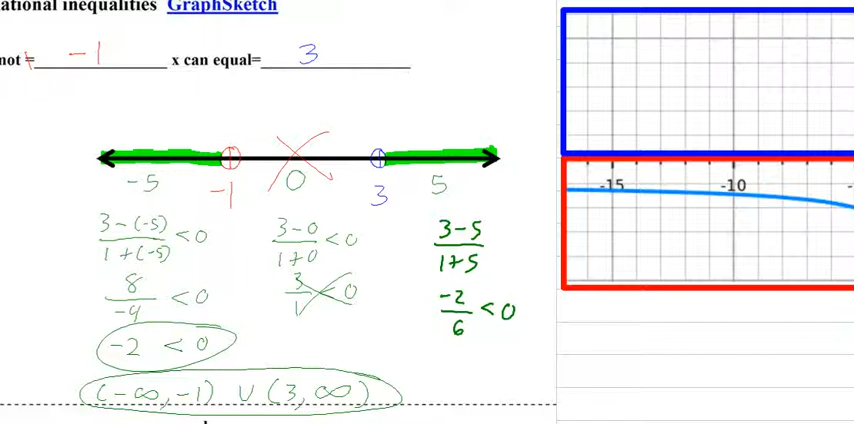 ational inequalities GraphSketch
not ≠ -1 x can equal= 3
-15 -10
-5 -1 0 3 5
3-(-5)/1+(-5) < 0 3-0/1+0 < 0 3-5/1+5
8/-4 < 0 3/1 < 0 -2/6 < 0
-2 < 0
(-∞,-1) ∪ (3,∞)